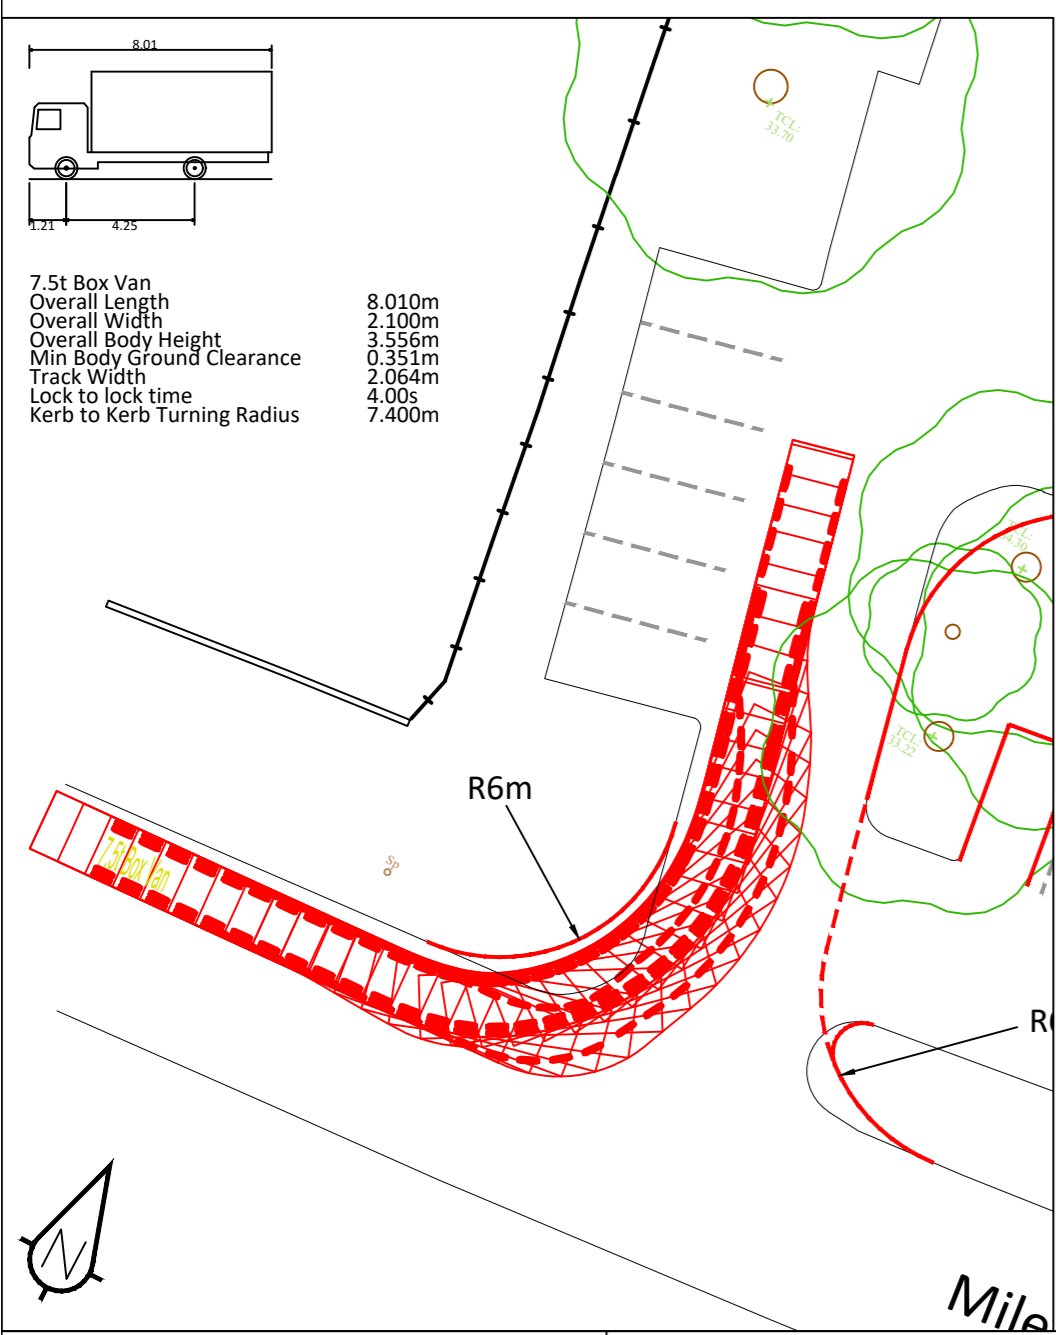 8.01
1.21 4.25
7.5t Box Van
Overall Length 8.010m
Overall Width 2.100m
Overall Body Height 3.556m
Min Body Ground Clearance 0.351m
Track Width 2.064m
Lock to lock time 4.00s
Kerb to Kerb Turning Radius 7.400m
TCL:
33.70
TCL:
TCL:
33.22
R6m
7.5t Box Van
SP
N
Mile